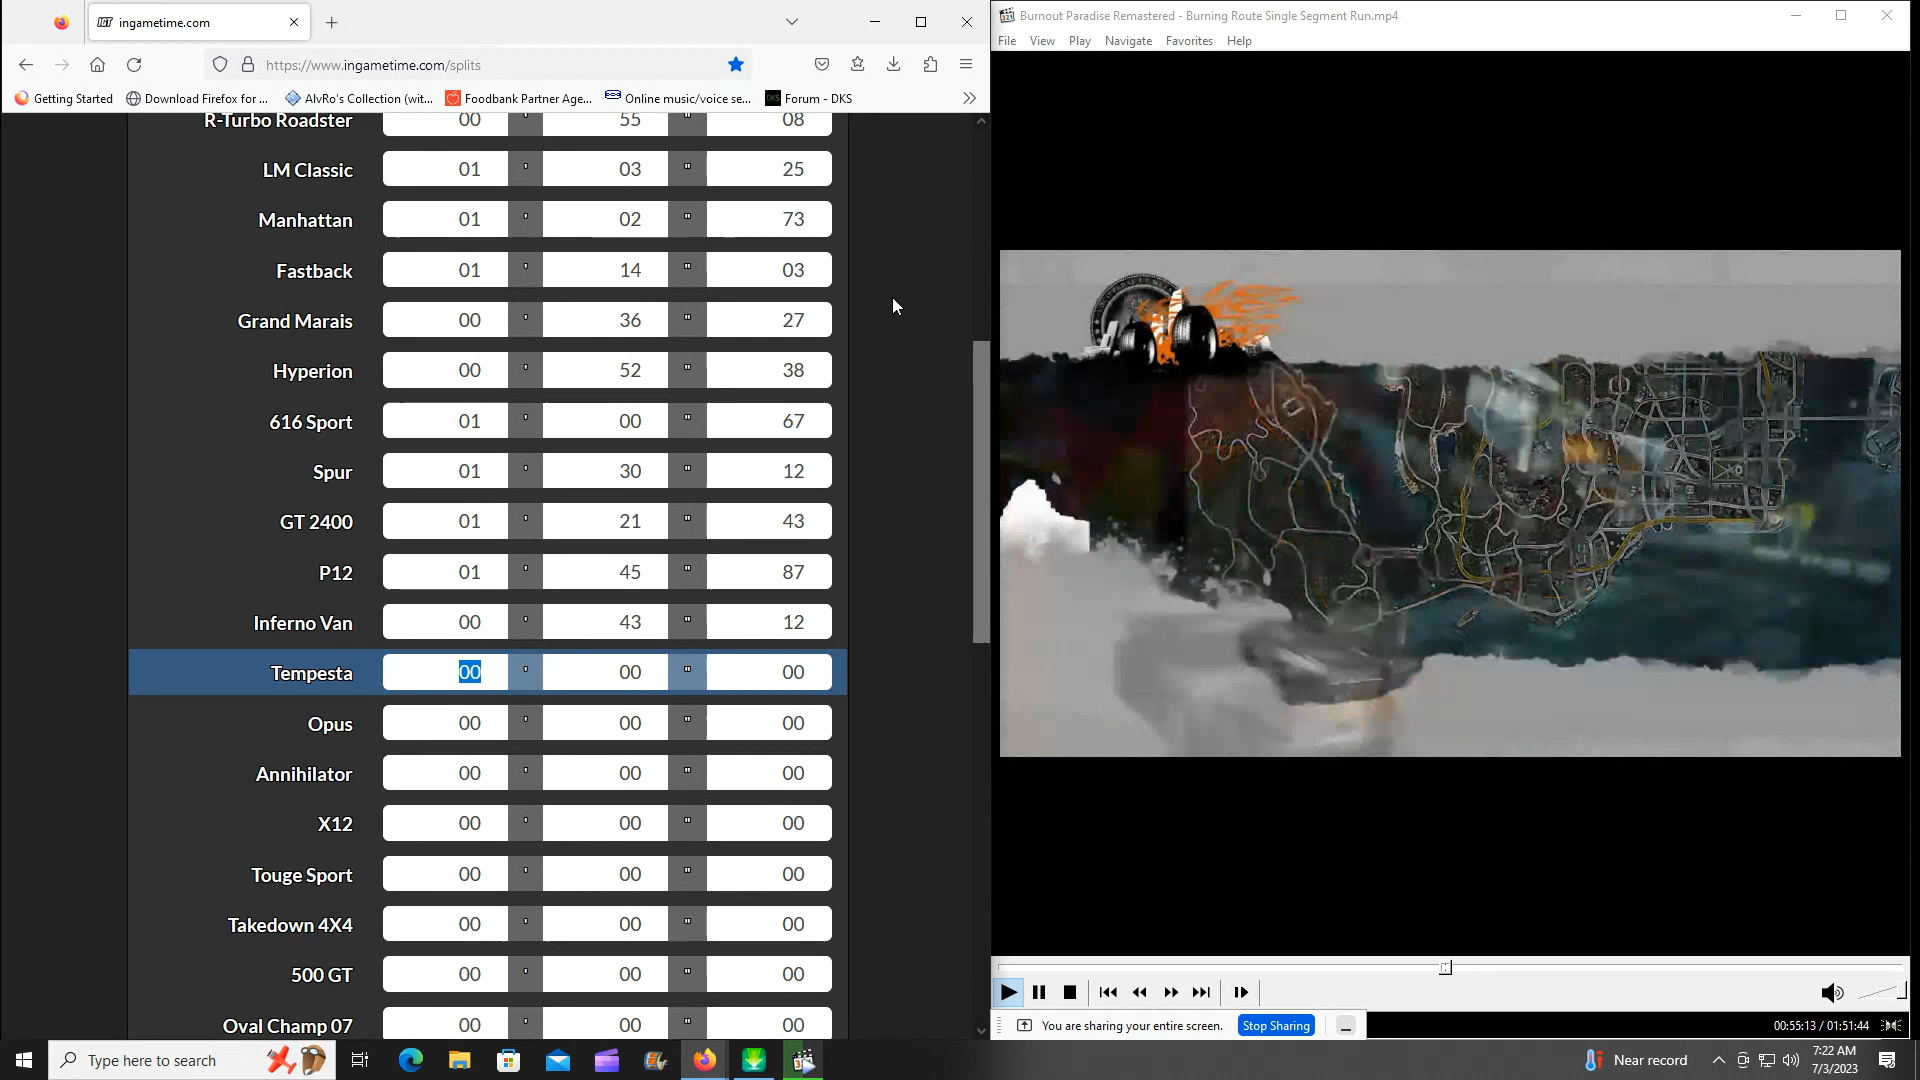 ingametime.com
https://www.ingametime.com/splits
Getting Started
Download Firefox for ...
AlvRo's Collection (wit...
Foodbank Partner Age...
Online music/voice se...
Forum - DKS
R-Turbo Roadster 00 ' 55 " 08
LM Classic 01 ' 03 " 25
Manhattan 01 ' 02 " 73
Fastback 01 ' 14 " 03
Grand Marais 00 ' 36 " 27
Hyperion 00 ' 52 " 38
616 Sport 01 ' 00 " 67
Spur 01 ' 30 " 12
GT 2400 01 ' 21 " 43
P12 01 ' 45 " 87
Inferno Van 00 ' 43 " 12
Tempesta 00 ' 00 " 00
Opus 00 ' 00 " 00
Annihilator 00 ' 00 " 00
X12 00 ' 00 " 00
Touge Sport 00 ' 00 " 00
Takedown 4X4 00 ' 00 " 00
500 GT 00 ' 00 " 00
Oval Champ 07 00 00 00
Burnout Paradise Remastered - Burning Route Single Segment Run.mp4
File View Play Navigate Favorites Help
You are sharing your entire screen. Stop Sharing
00:55:13 / 01:51:44
Type here to search
Near record
7:22 AM
7/3/2023